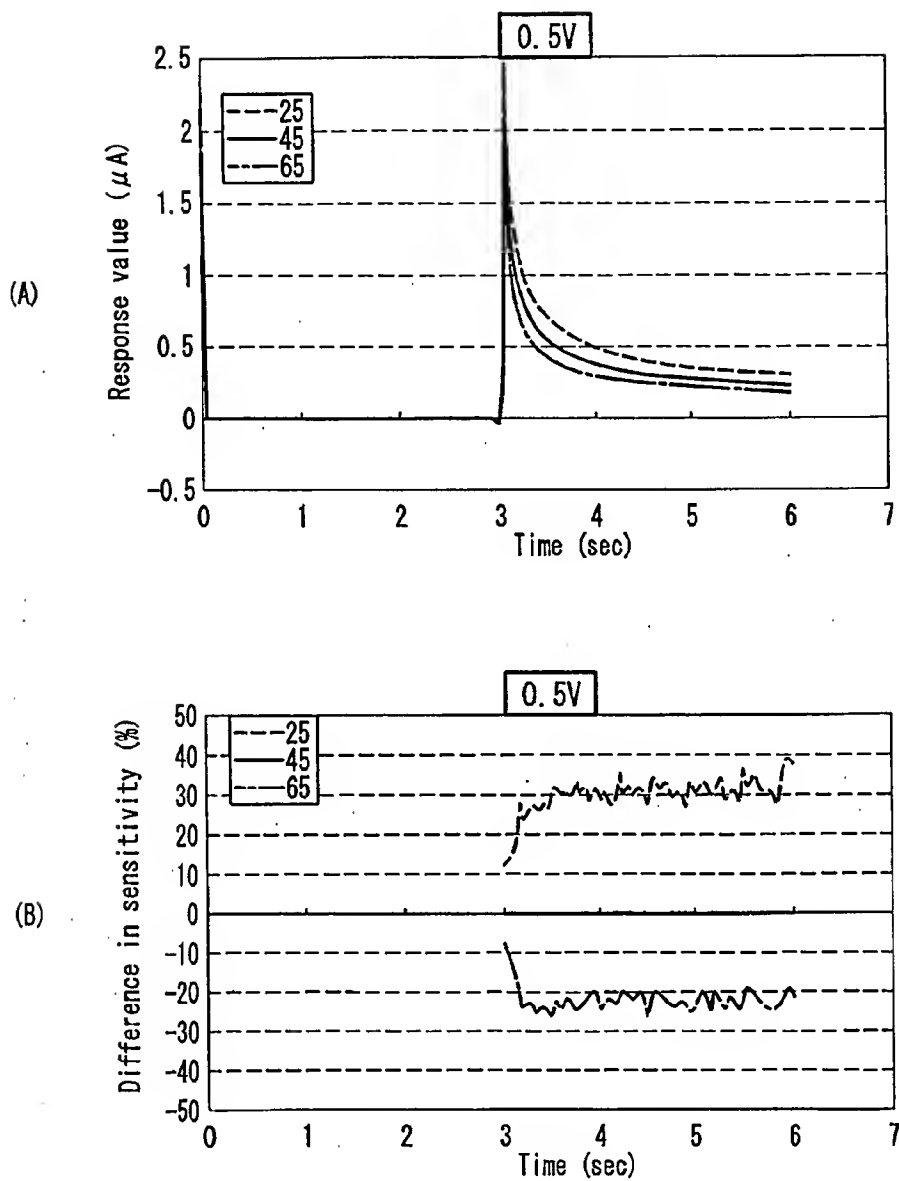 (A)
0.5V
Response value (μA)
2.5
2
1.5
1
0.5
0
-0.5
25
45
65
0 1 2 3 4 5 6 7
Time (sec)
(B)
0.5V
Difference in sensitivity (%)
50
40
30
20
10
0
-10
-20
-30
-40
-50
25
45
65
0 1 2 3 4 5 6 7
Time (sec)